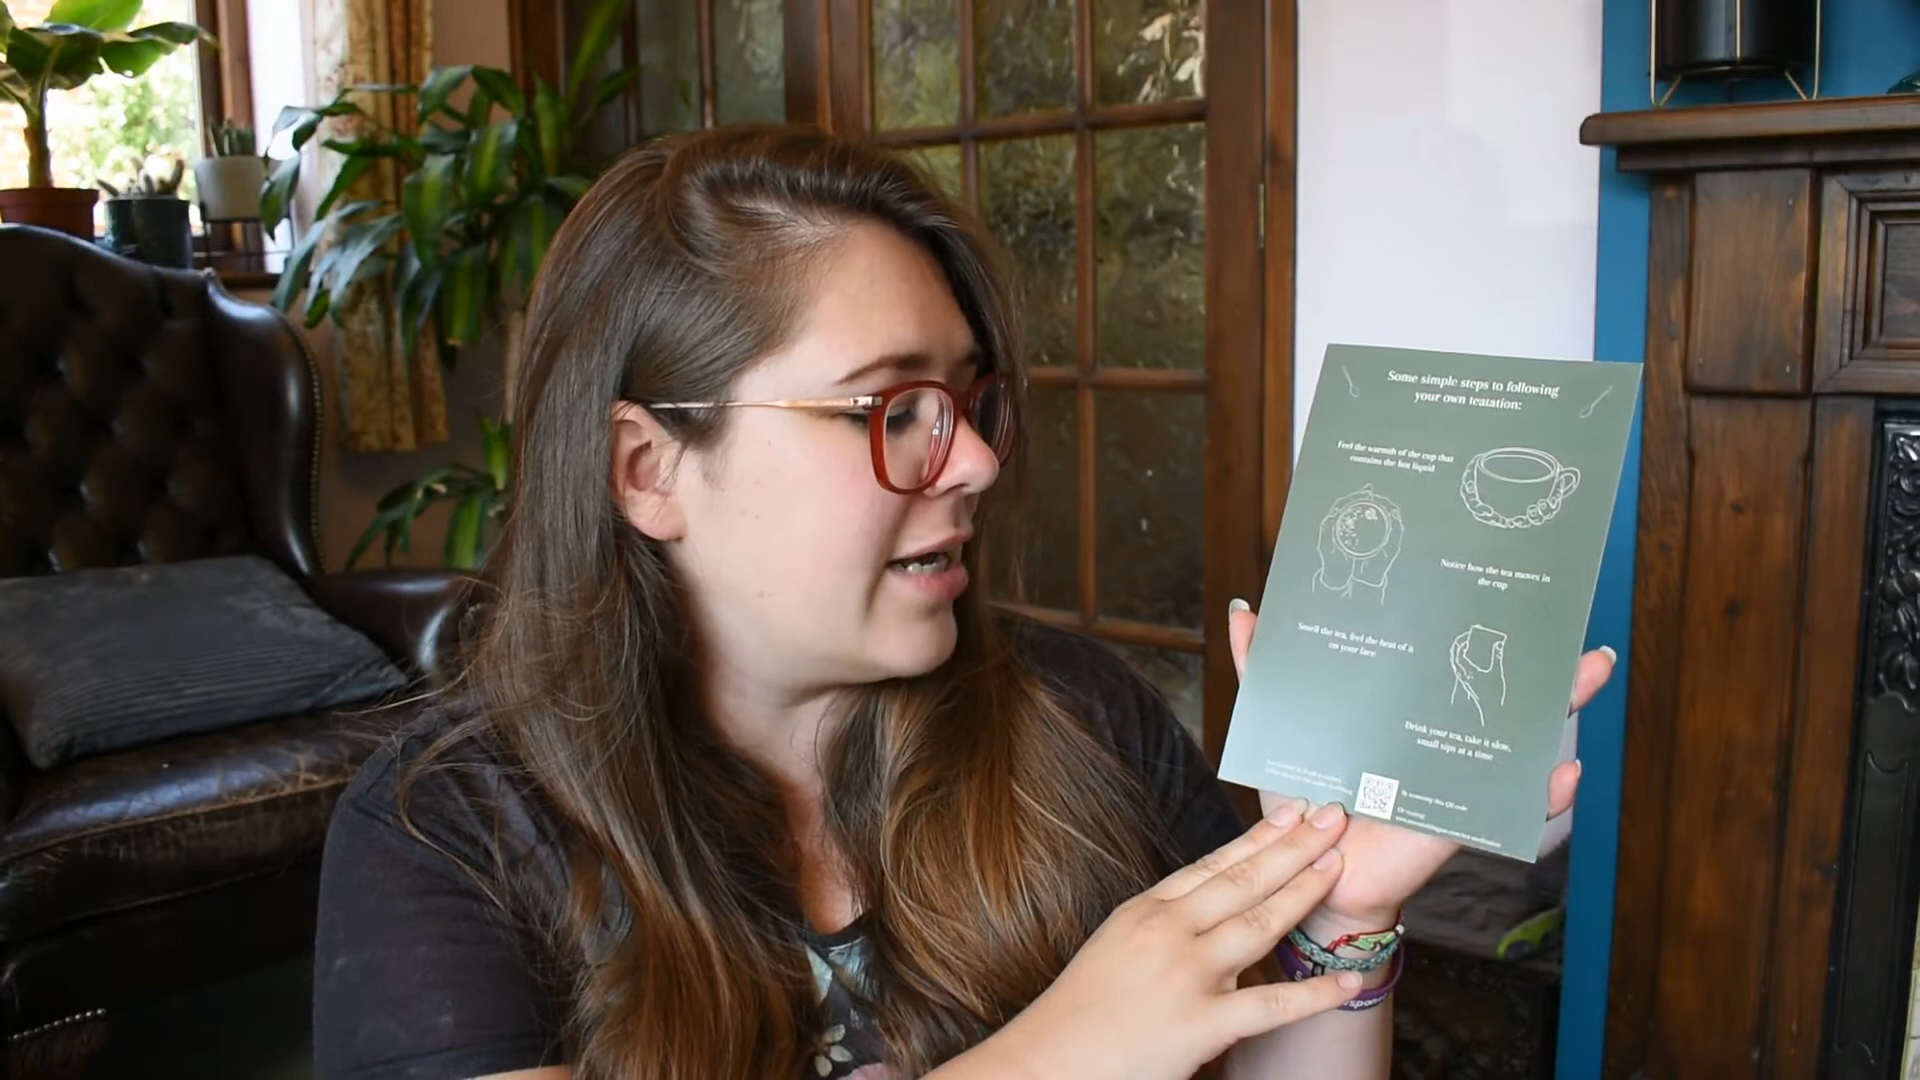 Some simple steps to following
your own teatation:
Feel the warmth of the cup that
contains the hot liquid
Notice how the tea moves in
the cup
Smell the tea, feel the heat of it
on your face
Drink your tea, take it slow,
small sips at a time
By scanning this QR code
Or visiting